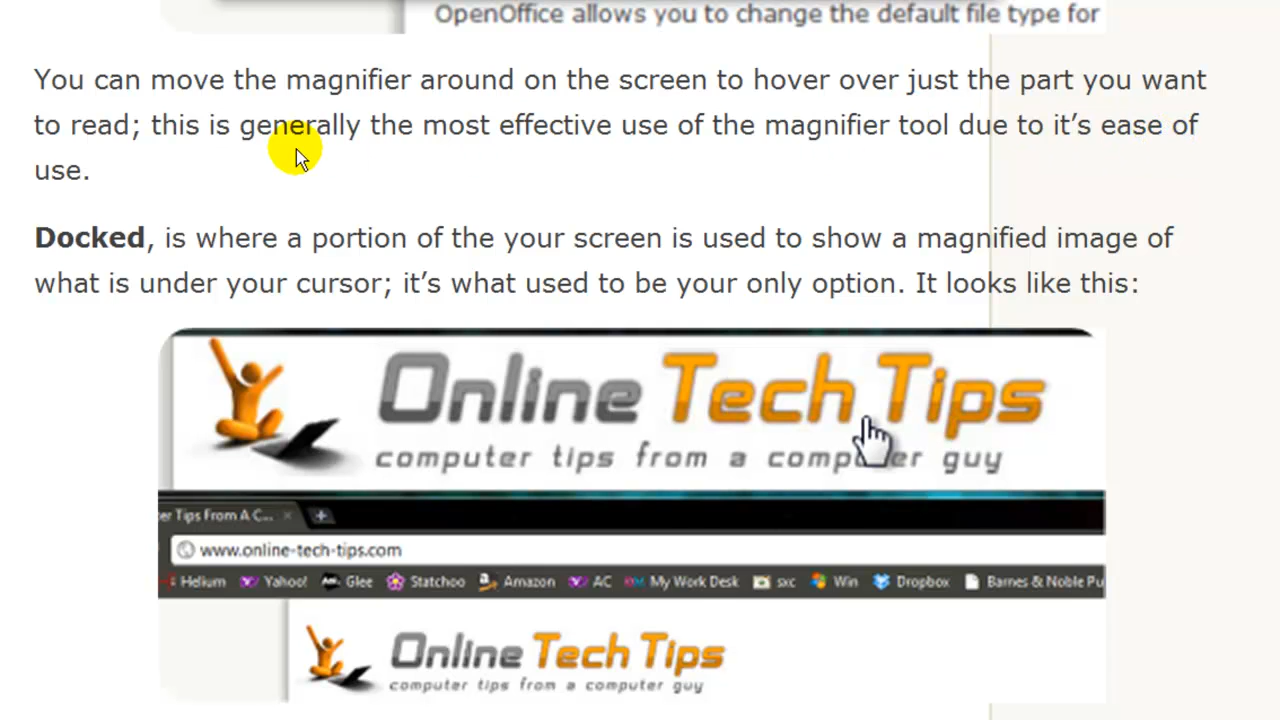 OpenOffice allows you to change the default file type for
You can move the magnifier around on the screen to hover over just the part you want
to read; this is generally the most effective use of the magnifier tool due to it's ease of
use.
Docked, is where a portion of the your screen is used to show a magnified image of
what is under your cursor; it's what used to be your only option. It looks like this:
Online Tech Tips
computer tips from a computer guy
er Tips From A C...
www.online-tech-tips.com
Helium Yahoo! Glee Statchoo Amazon AC My Work Desk sxc Win Dropbox Barnes & Noble Pu
Online Tech Tips
computer tips from a computer guy